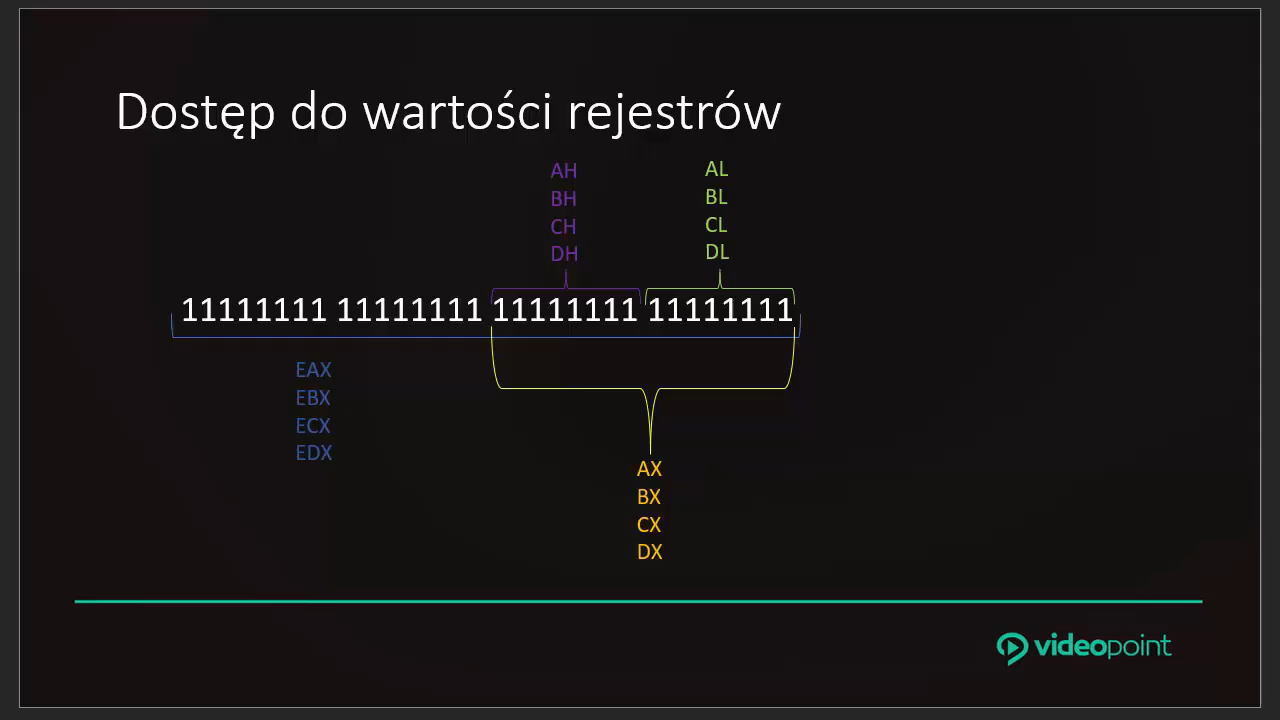 Dostęp do wartości rejestrów
AH
BH
CH
DH
AL
BL
CL
DL
11111111 11111111 11111111 11111111
EAX
EBX
ECX
EDX
AX
BX
CX
DX
videopoint